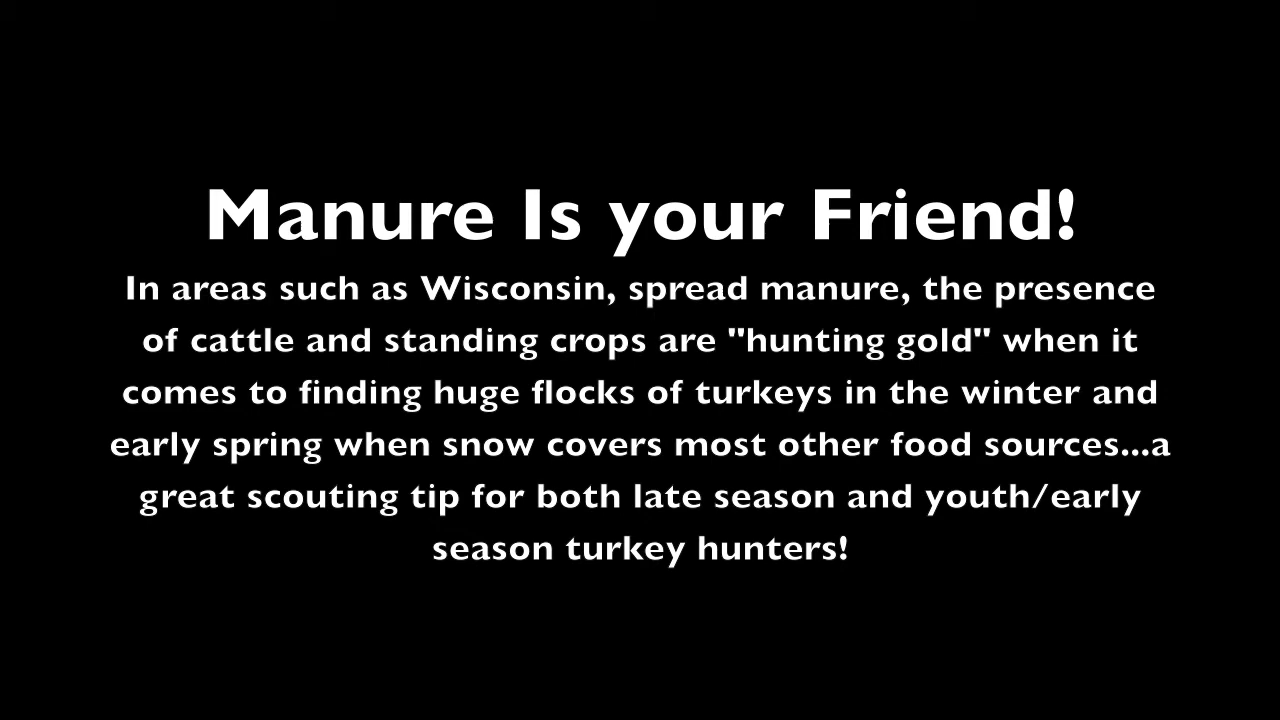 Manure Is your Friend!
In areas such as Wisconsin, spread manure, the presence
of cattle and standing crops are "hunting gold" when it
comes to finding huge flocks of turkeys in the winter and
early spring when snow covers most other food sources...a
great scouting tip for both late season and youth/early
season turkey hunters!